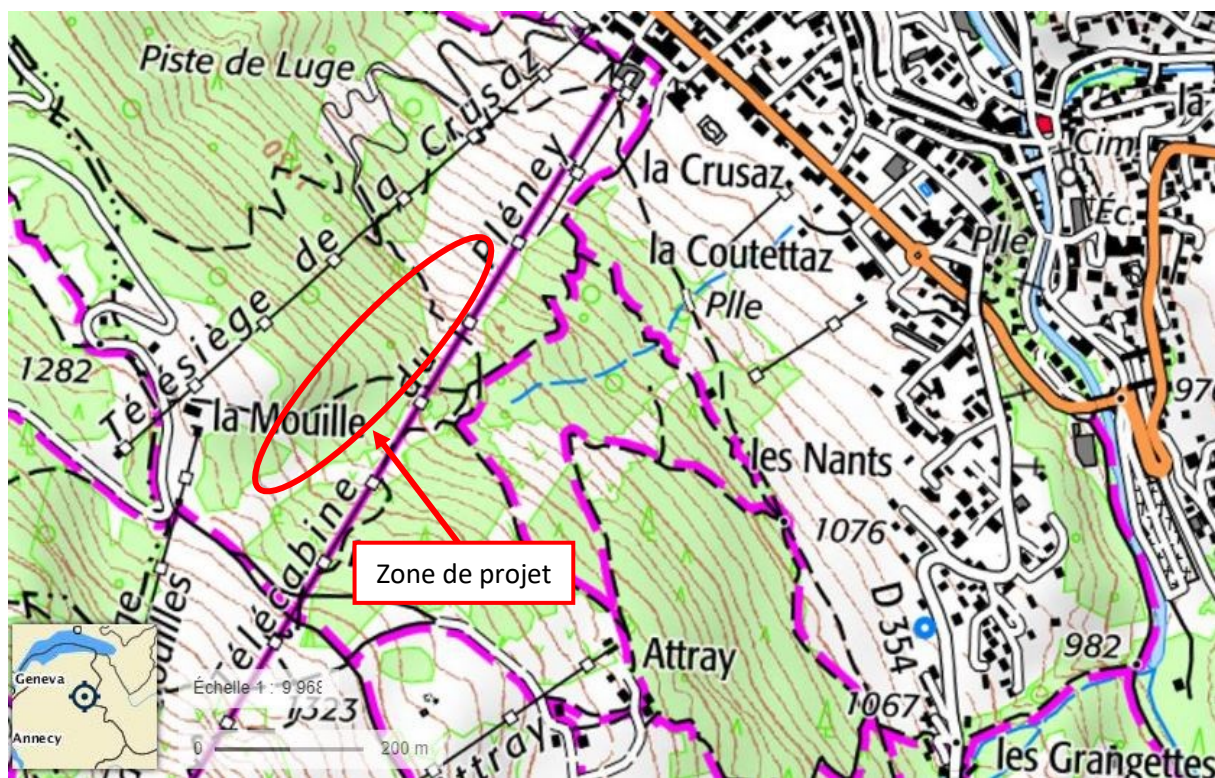 Piste de Luge
Télésiège de la Crusaz
la Crusaz
la Coutettaz
Plle
Cim
la
ÉC.
Plle
Télécabine du Pléney
1282
la Mouille
les Nants
1076
970
Zone de projet
D 354
Attray
982
1067
les Grangettes
1323
Geneva
Annecy
Échelle 1 : 9 968
0 200 m